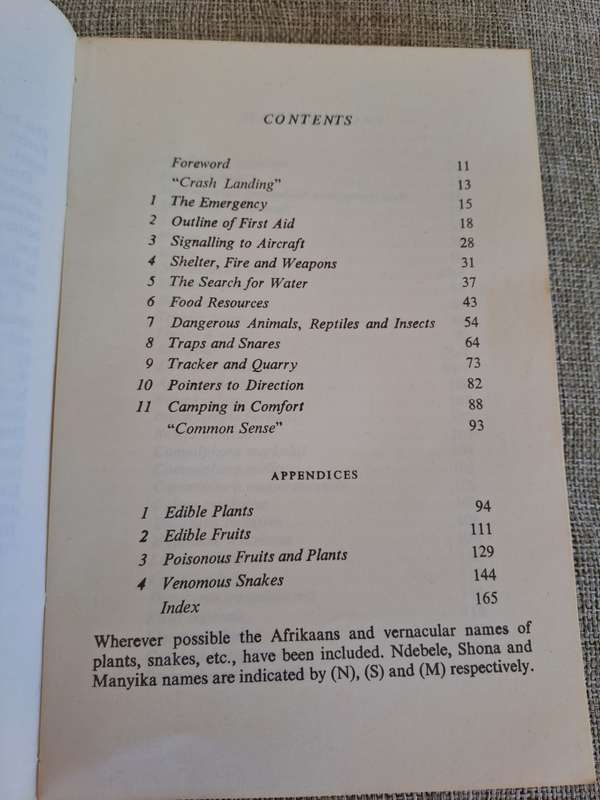 CONTENTS
Foreword 11
“Crash Landing” 13
1 The Emergency 15
2 Outline of First Aid 18
3 Signalling to Aircraft 28
4 Shelter, Fire and Weapons 31
5 The Search for Water 37
6 Food Resources 43
7 Dangerous Animals, Reptiles and Insects 54
8 Traps and Snares 64
9 Tracker and Quarry 73
10 Pointers to Direction 82
11 Camping in Comfort 88
“Common Sense” 93
APPENDICES
1 Edible Plants 94
2 Edible Fruits 111
3 Poisonous Fruits and Plants 129
4 Venomous Snakes 144
Index 165
Wherever possible the Afrikaans and vernacular names of
plants, snakes, etc., have been included. Ndebele, Shona and
Manyika names are indicated by (N), (S) and (M) respectively.